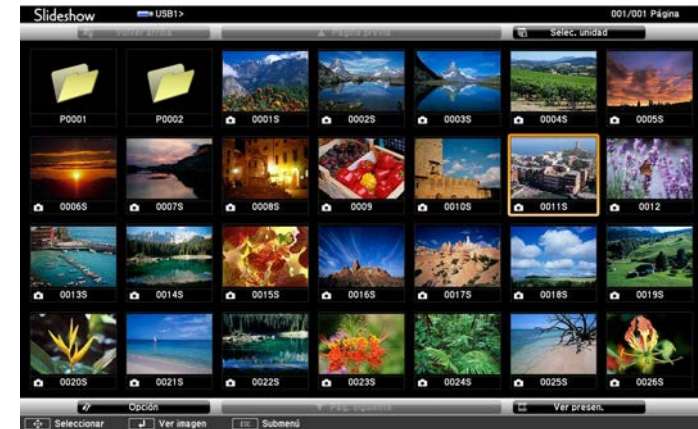 Slideshow USB1> 001/001 Página
Volver arriba ▲ Página previa Selec. unidad
P0001 P0002 0001S 0002S 0003S 0004S 0005S
0006S 0007S 0008S 0009 0010S 0011S 0012
0013S 0014S 0015S 0016S 0017S 0018S 0019S
0020S 0021S 0022S 0023S 0024S 0025S 0026S
Opción ▼ Pág. siguiente Ver presen.
Seleccionar Ver imagen Esc Submenú